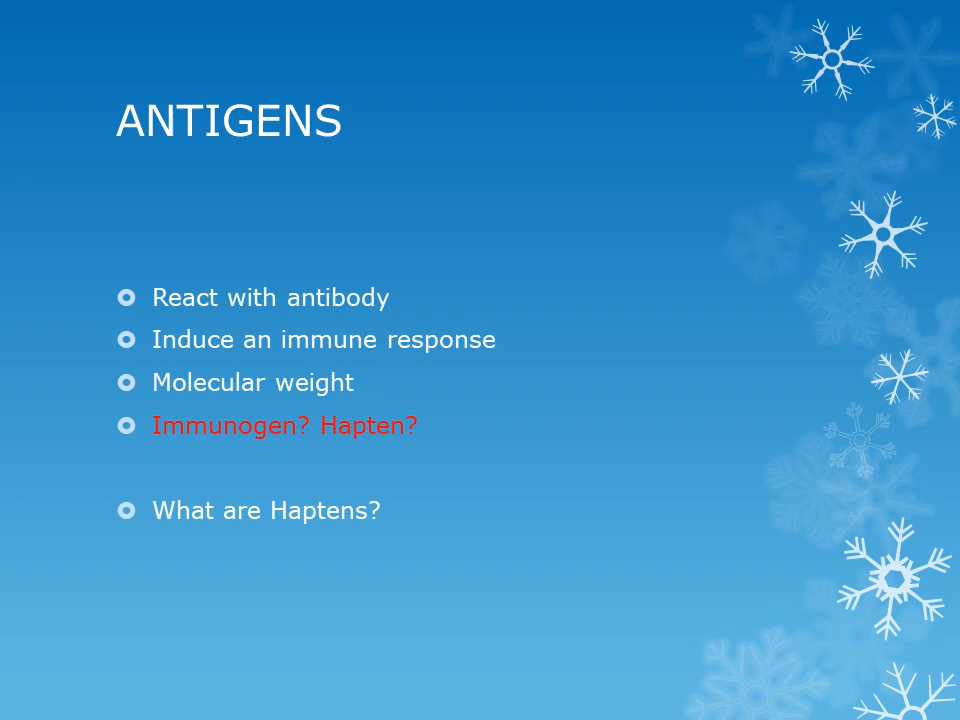 ANTIGENS
React with antibody
Induce an immune response
Molecular weight
Immunogen? Hapten?
What are Haptens?